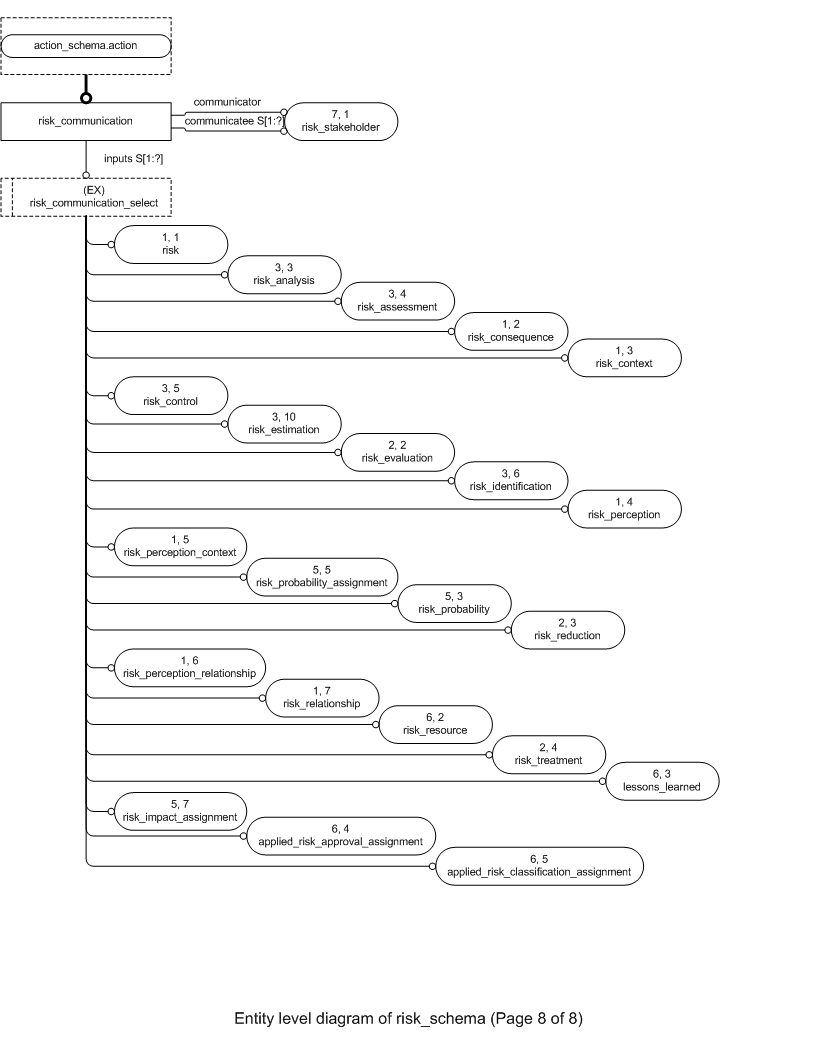 action_schema.action
communicator
risk_communication
communicatee S[1:?]
7, 1
risk_stakeholder
inputs S[1:?]
(EX)
risk_communication_select
1, 1
risk
3, 3
risk_analysis
3, 4
risk_assessment
1, 2
risk_consequence
1, 3
risk_context
3, 5
risk_control
3, 10
risk_estimation
2, 2
risk_evaluation
3, 6
risk_identification
1, 4
risk_perception
1, 5
risk_perception_context
5, 5
risk_probability_assignment
5, 3
risk_probability
2, 3
risk_reduction
1, 6
risk_perception_relationship
1, 7
risk_relationship
6, 2
risk_resource
2, 4
risk_treatment
6, 3
lessons_learned
5, 7
risk_impact_assignment
6, 4
applied_risk_approval_assignment
6, 5
applied_risk_classification_assignment
Entity level diagram of risk_schema (Page 8 of 8)